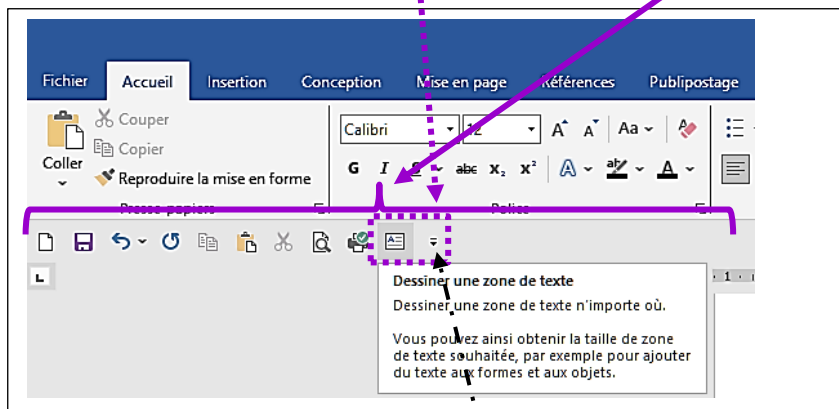 Fichier Accueil Insertion Conception Mise en page Références Publipostage
Couper
Copier
Coller
Reproduire la mise en forme
Presse-papiers
Calibri 12 A A Aa A
G I S abc x₂ x² A aby A
Police
L
1
Dessiner une zone de texte
Dessiner une zone de texte n'importe où.
Vous pouvez ainsi obtenir la taille de zone
de texte souhaitée, par exemple pour ajouter
du texte aux formes et aux objets.